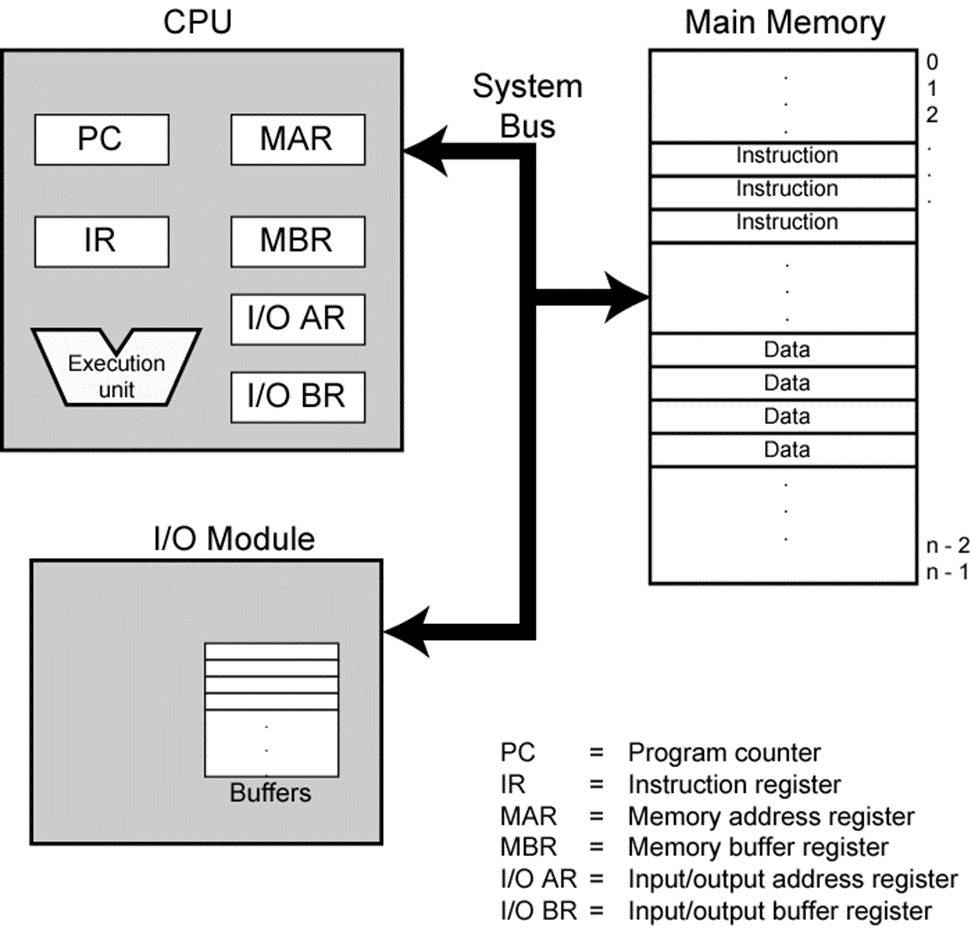 CPU
PC
MAR
IR
MBR
I/O AR
I/O BR
Execution
unit
System
Bus
Main Memory
0
1
2
.
.
.
Instruction
Instruction
Instruction
Data
Data
Data
Data
n - 2
n - 1
I/O Module
Buffers
PC = Program counter
IR = Instruction register
MAR = Memory address register
MBR = Memory buffer register
I/O AR = Input/output address register
I/O BR = Input/output buffer register